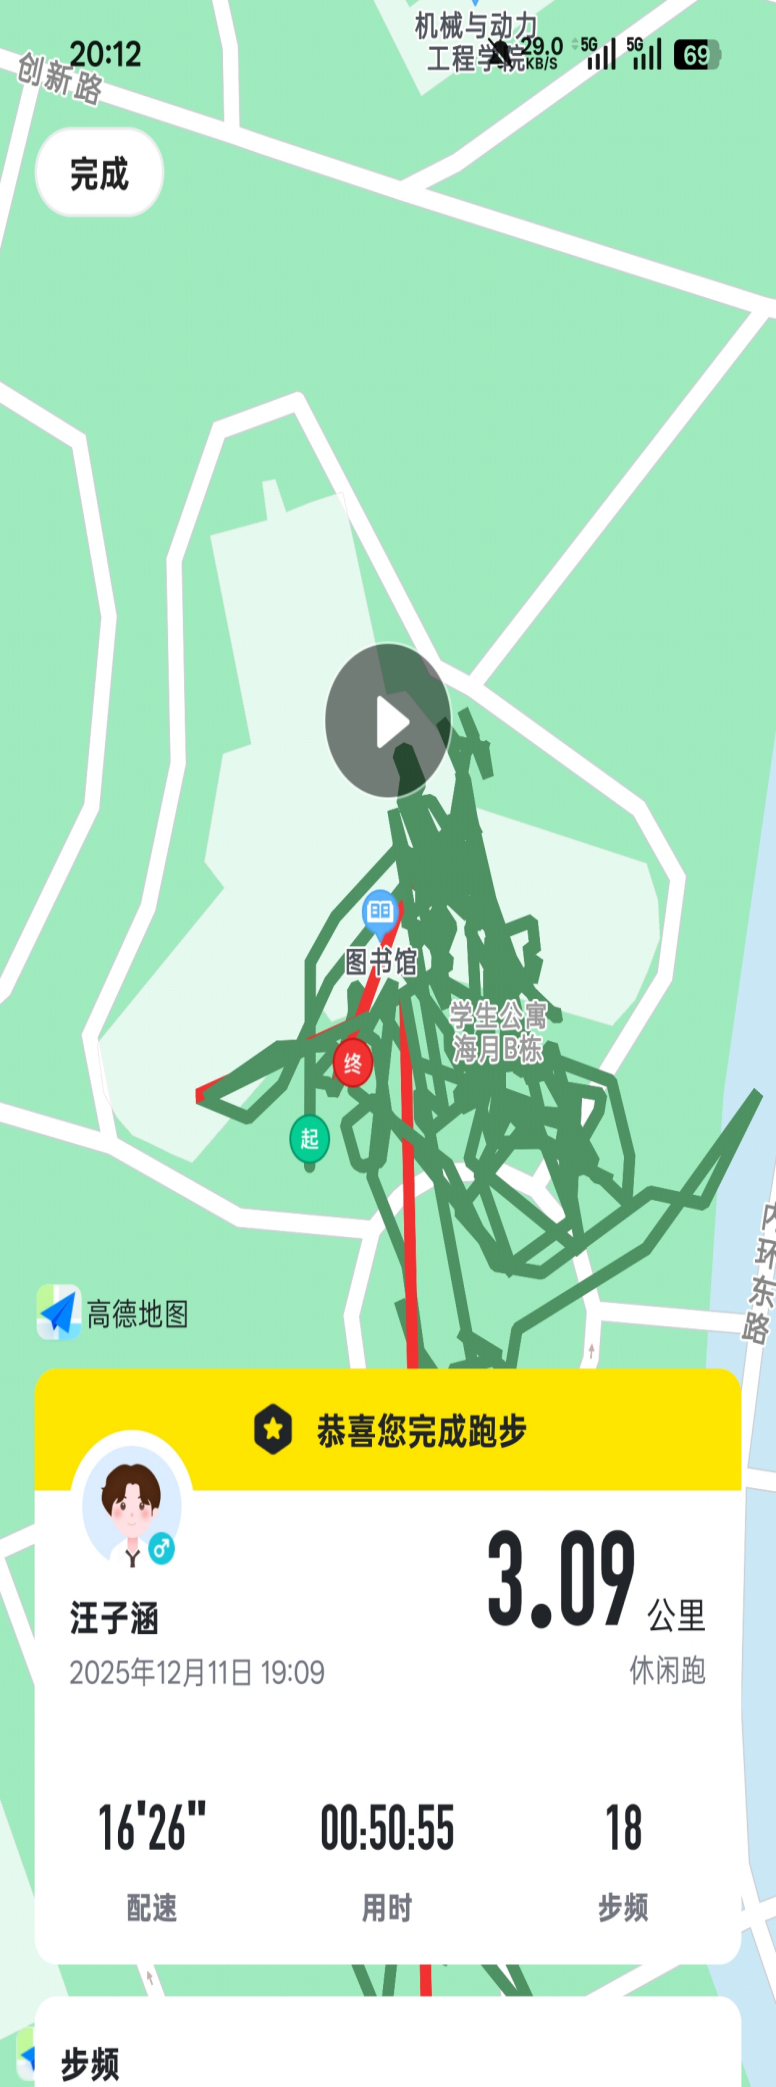 机械与动力
工程学院
20:12
29.0
KB/S
5G
5G
69
创新路
完成
图书馆
学生公寓
海月B栋
终
起
内环东路
高德地图
恭喜您完成跑步
3.09 公里
汪子涵
2025年12月11日 19:09
休闲跑
16'26"
00:50:55
18
配速
用时
步频
步频